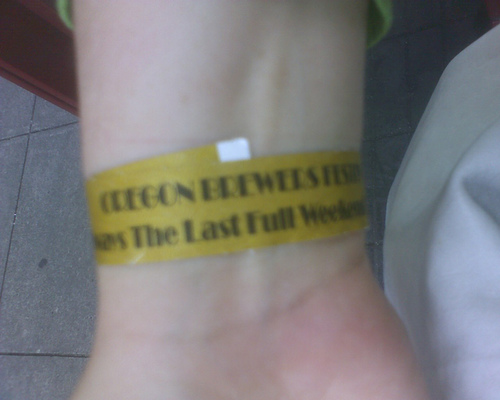 OREGON BREWERS
The Last Full